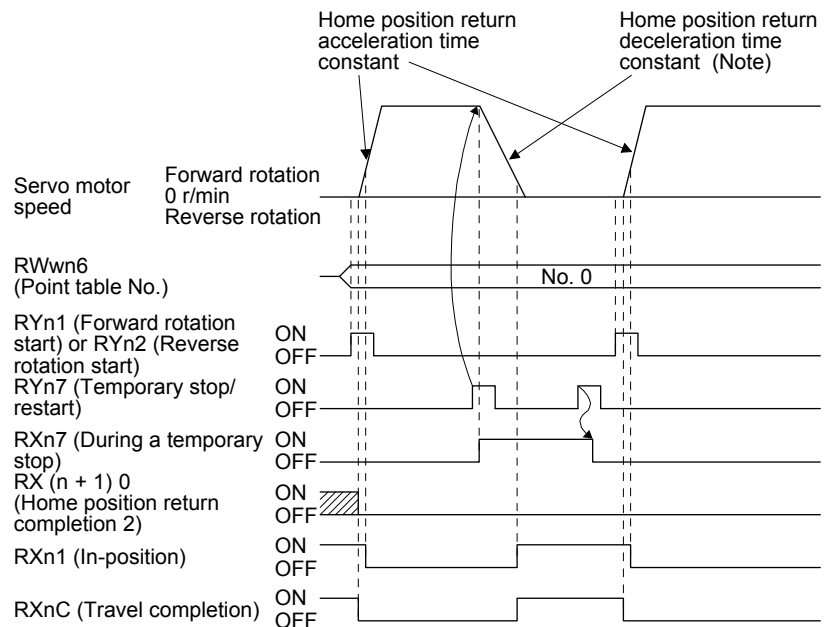 Home position return
acceleration time
constant
Home position return
deceleration time
constant (Note)
Servo motor
speed
Forward rotation
0 r/min
Reverse rotation
RWwn6
(Point table No.)
No. 0
RYn1 (Forward rotation
start) or RYn2 (Reverse
rotation start)
ON
OFF
RYn7 (Temporary stop/
restart)
ON
OFF
RXn7 (During a temporary
stop)
ON
OFF
RX (n + 1) 0
(Home position return
completion 2)
ON
OFF
RXn1 (In-position)
ON
OFF
RXnC (Travel completion)
ON
OFF